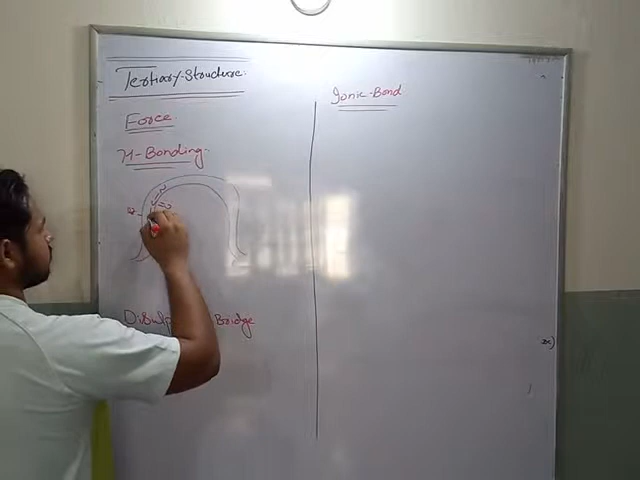 Tertiary-Structure
Force
H-Bonding
Bridge
Ionic-Bond